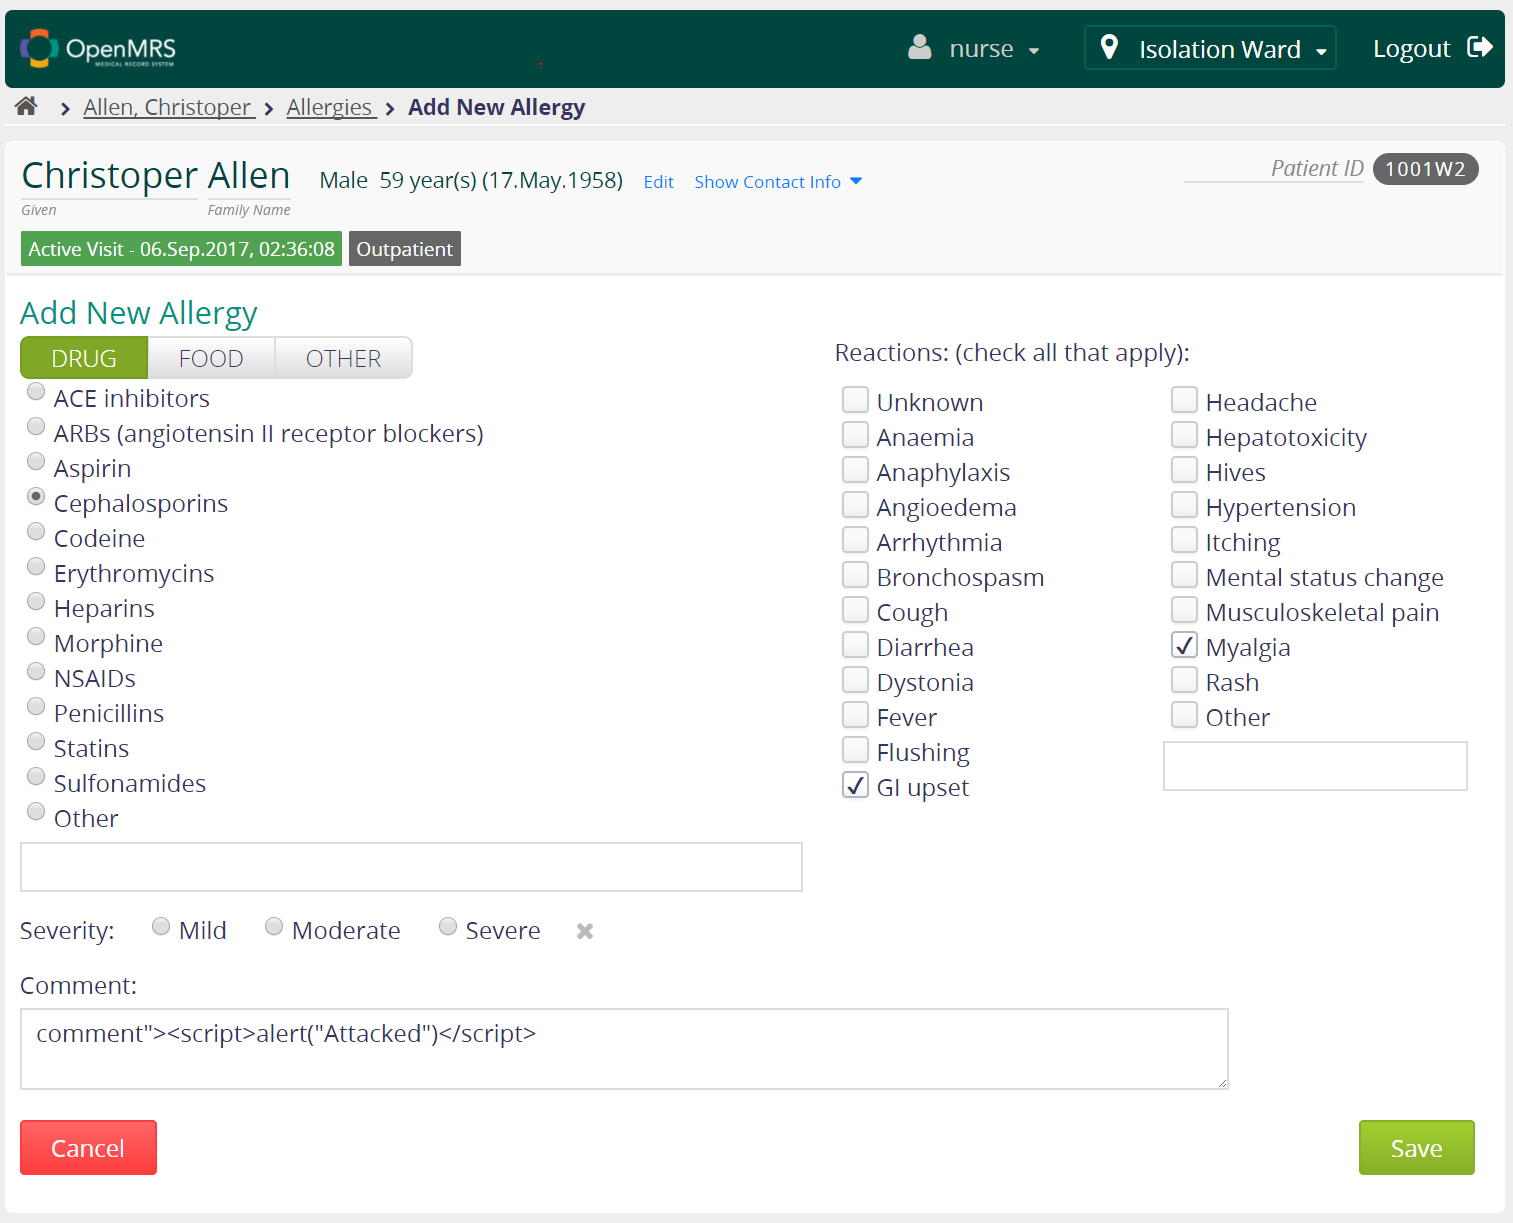 OpenMRS
MEDICAL RECORD SYSTEM
nurse
Isolation Ward
Logout
Allen, Christoper
Allergies
Add New Allergy
Christoper Allen
Male 59 year(s) (17.May.1958)
Edit
Show Contact Info
Patient ID
1001W2
Given
Family Name
Active Visit - 06.Sep.2017, 02:36:08
Outpatient
Add New Allergy
DRUG
FOOD
OTHER
ACE inhibitors
ARBs (angiotensin II receptor blockers)
Aspirin
Cephalosporins
Codeine
Erythromycins
Heparins
Morphine
NSAIDs
Penicillins
Statins
Sulfonamides
Other
Reactions: (check all that apply):
Unknown
Anaemia
Anaphylaxis
Angioedema
Arrhythmia
Bronchospasm
Cough
Diarrhea
Dystonia
Fever
Flushing
GI upset
Headache
Hepatotoxicity
Hives
Hypertension
Itching
Mental status change
Musculoskeletal pain
Myalgia
Rash
Other
Severity:
Mild
Moderate
Severe
Comment:
comment"><script>alert("Attacked")</script>
Cancel
Save